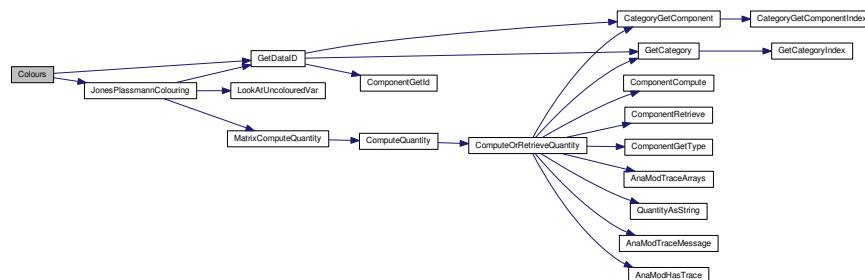 Colours
JonesPlassmannColouring
GetDataID
LookAtUncolouredVar
MatrixComputeQuantity
ComponentGetId
ComputeQuantity
ComputeOrRetrieveQuantity
CategoryGetComponent
GetCategory
ComponentCompute
ComponentRetrieve
ComponentGetType
AnaModTraceArrays
QuantityAsString
AnaModTraceMessage
AnaModHasTrace
CategoryGetComponentIndex
GetCategoryIndex